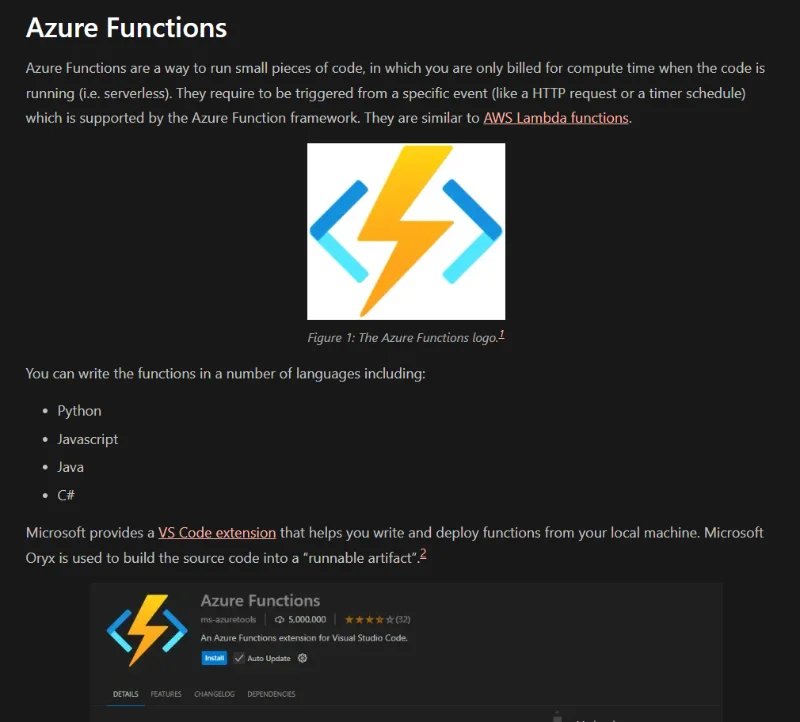 Azure Functions
Azure Functions are a way to run small pieces of code, in which you are only billed for compute time when the code is
running (i.e. serverless). They require to be triggered from a specific event (like a HTTP request or a timer schedule)
which is supported by the Azure Function framework. They are similar to AWS Lambda functions.
Figure 1: The Azure Functions logo.1
You can write the functions in a number of languages including:
• Python
• Javascript
• Java
• C#
Microsoft provides a VS Code extension that helps you write and deploy functions from your local machine. Microsoft
Oryx is used to build the source code into a “runnable artifact”.2
Azure Functions
ms-azuretools 5,000,000 (32)
An Azure Functions extension for Visual Studio Code.
Install Auto Update
DETAILS FEATURES CHANGELOG DEPENDENCIES